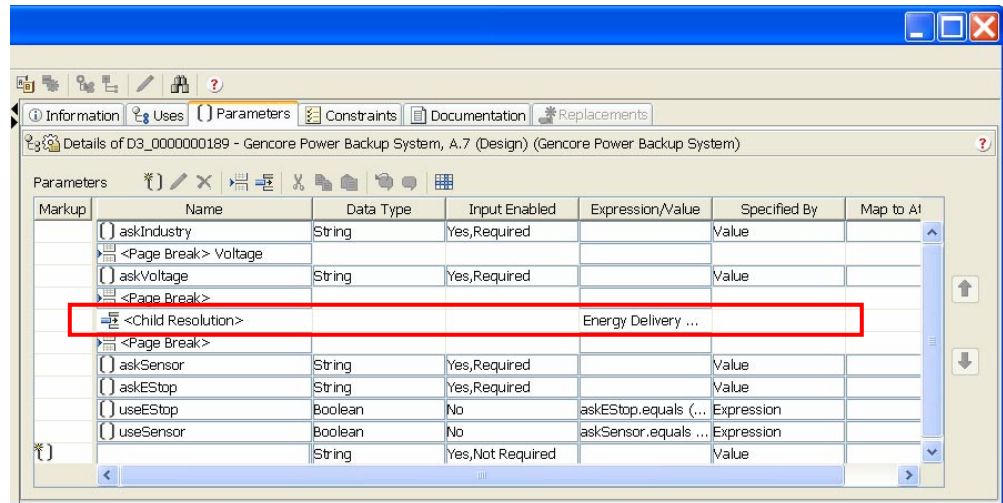 Information Uses Parameters Constraints Documentation Replacements
Details of D3_0000000189 - Gencore Power Backup System, A.7 (Design) (Gencore Power Backup System)
Parameters
Markup Name Data Type Input Enabled Expression/Value Specified By Map to At
askIndustry String Yes,Required Value
<Page Break> Voltage
askVoltage String Yes,Required Value
<Page Break>
<Child Resolution> Energy Delivery ...
<Page Break>
askSensor String Yes,Required Value
askEStop String Yes,Required Value
useEStop Boolean No askEStop.equals (... Expression
useSensor Boolean No askSensor.equals ... Expression
String Yes,Not Required Value